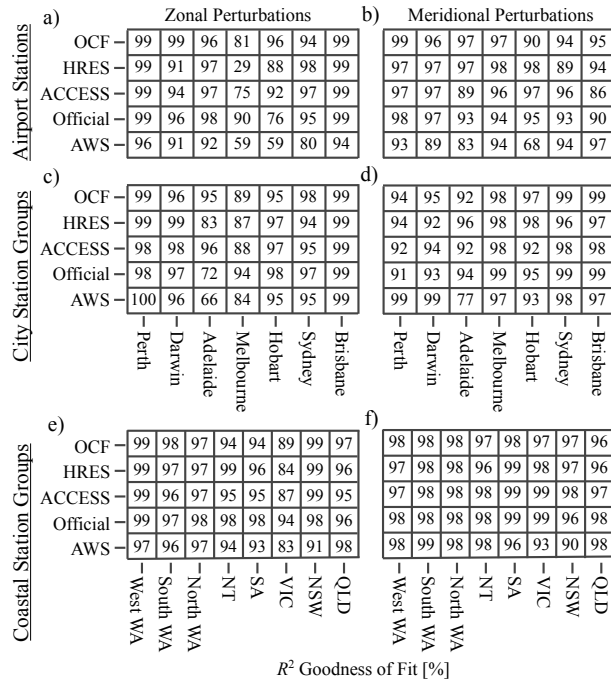 Zonal Perturbations
Meridional Perturbations
a)
b)
Airport Stations
OCF 99 99 96 81 96 94 99
99 96 97 97 90 94 95
HRES 99 91 97 29 88 98 99
97 97 97 98 98 89 94
ACCESS 99 94 97 75 92 97 99
97 97 89 96 97 96 86
Official 99 96 98 90 76 95 99
98 97 93 94 95 93 90
AWS 96 91 92 59 59 80 94
93 89 83 94 68 94 97
c)
d)
City Station Groups
OCF 99 96 95 89 95 98 99
94 95 92 98 97 99 99
HRES 99 99 83 87 97 94 99
94 92 96 98 98 96 97
ACCESS 98 98 96 88 97 95 99
92 94 92 98 92 98 98
Official 98 97 72 94 98 97 99
91 93 94 99 95 99 99
AWS 100 96 66 84 95 95 99
99 99 77 97 93 98 97
Perth Darwin Adelaide Melbourne Hobart Sydney Brisbane
Perth Darwin Adelaide Melbourne Hobart Sydney Brisbane
e)
f)
Coastal Station Groups
OCF 99 98 97 94 94 89 99 97
98 98 98 97 98 97 97 96
HRES 99 97 97 99 96 84 99 96
97 98 98 96 99 98 97 96
ACCESS 99 96 97 95 95 87 99 95
97 98 98 98 99 99 98 97
Official 99 97 98 98 98 94 98 96
98 98 98 98 99 99 96 98
AWS 97 96 97 94 93 83 91 98
98 99 98 98 96 93 90 98
West WA South WA North WA NT SA VIC NSW QLD
West WA South WA North WA NT SA VIC NSW QLD
R² Goodness of Fit [%]